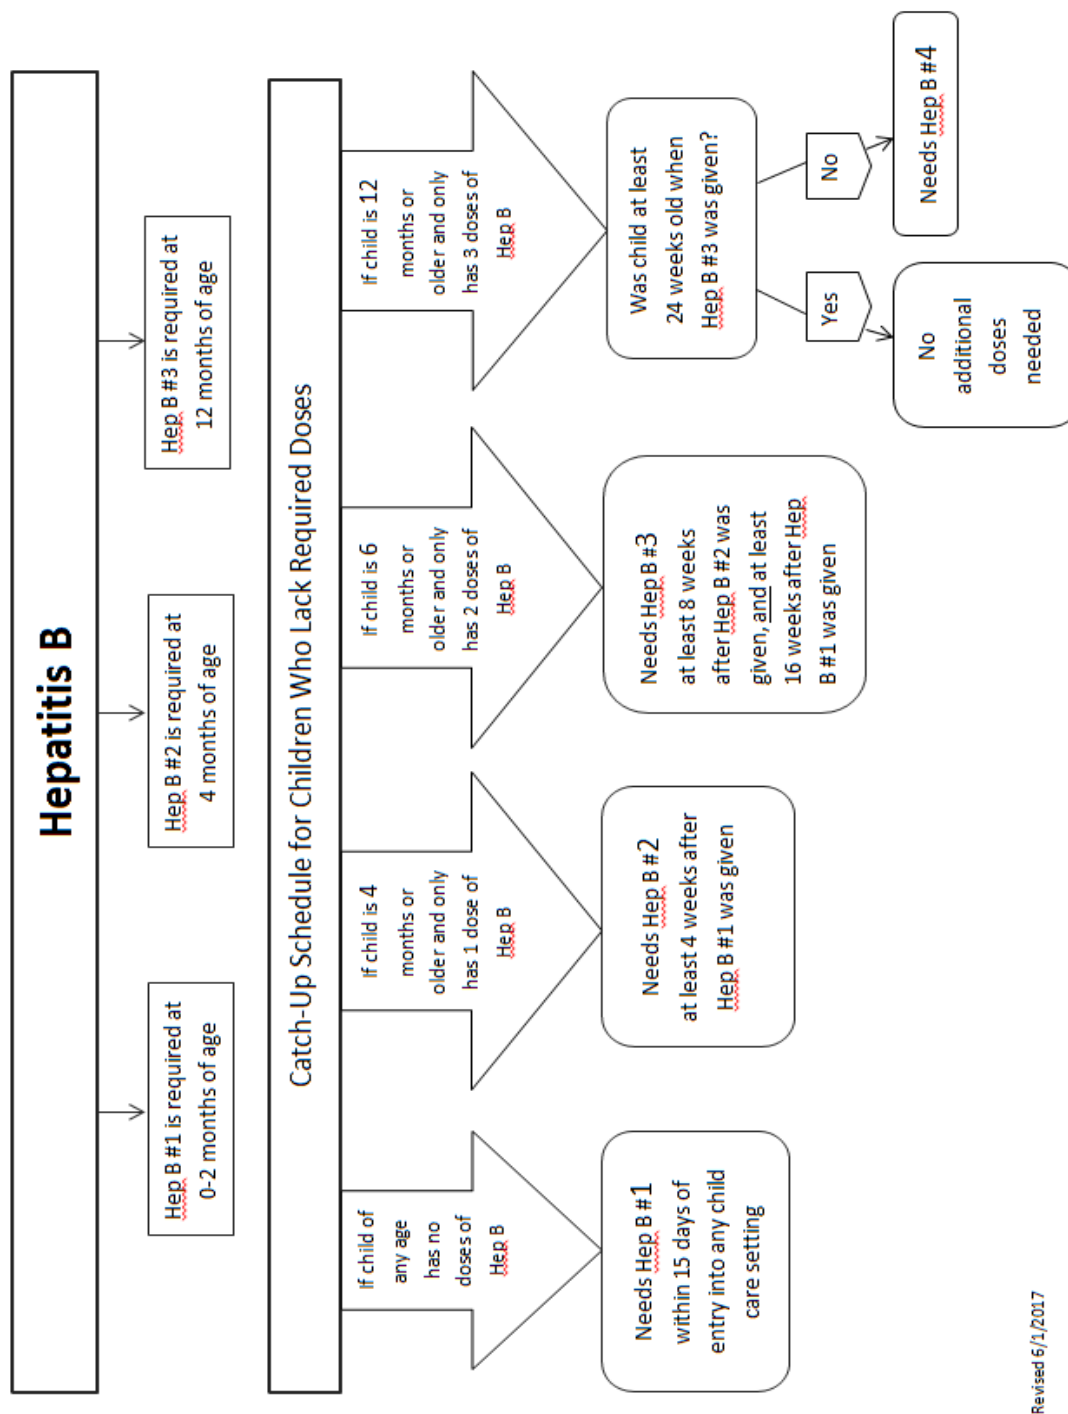 Hepatitis B
Hep B #1 is required at
0-2 months of age
Hep B #2 is required at
4 months of age
Hep B #3 is required at
12 months of age
Catch-Up Schedule for Children Who Lack Required Doses
If child of
any age
has no
doses of
Hep B
If child is 4
months or
older and only
has 1 dose of
Hep B
If child is 6
months or
older and only
has 2 doses of
Hep B
If child is 12
months or
older and only
has 3 doses of
Hep B
Needs Hep B #1
within 15 days of
entry into any child
care setting
Needs Hep B #2
at least 4 weeks after
Hep B #1 was given
Needs Hep B #3
at least 8 weeks
after Hep B #2 was
given, and at least
16 weeks after Hep
B #1 was given
Was child at least
24 weeks old when
Hep B #3 was given?
Yes
No
No
additional
doses
needed
Needs Hep B #4
Revised 6/1/2017